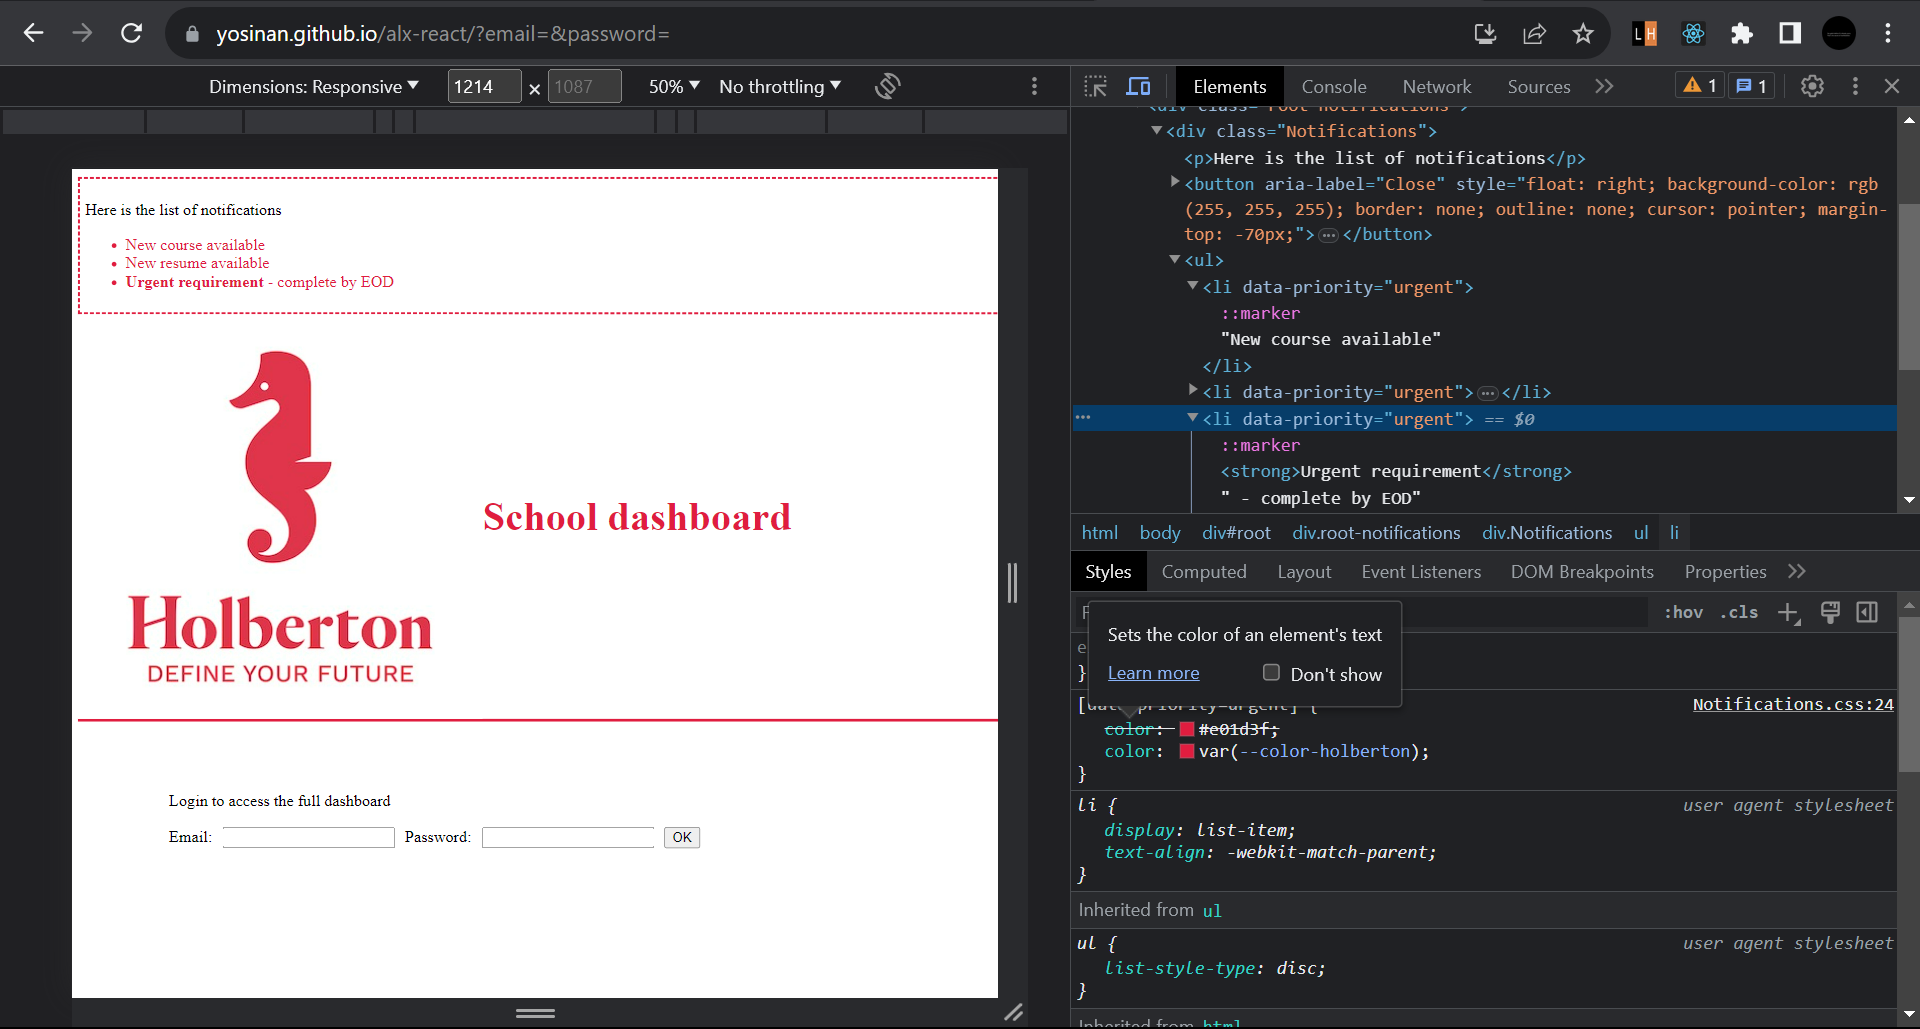 yosinan.github.io/alx-react/?email=&password=
Dimensions: Responsive ▼ 1214 × 1087 50% ▼ No throttling ▼
Elements Console Network Sources 1 1
<div class="root-notifications">
▼<div class="Notifications">
<p>Here is the list of notifications</p>
▶<button aria-label="Close" style="float: right; background-color: rgb
(255, 255, 255); border: none; outline: none; cursor: pointer; margin-
top: -70px;">…</button>
▼<ul>
▼<li data-priority="urgent">
::marker
"New course available"
</li>
▶<li data-priority="urgent">…</li>
… ▼<li data-priority="urgent"> == $0
::marker
<strong>Urgent requirement</strong>
" - complete by EOD"
html body div#root div.root-notifications div.Notifications ul li
Styles Computed Layout Event Listeners DOM Breakpoints Properties
:hov .cls
Sets the color of an element's text
Learn more Don't show
}
[data-priority=urgent] {
Notifications.css:24
color: #e01d3f;
color: var(--color-holberton);
}
li {
user agent stylesheet
display: list-item;
text-align: -webkit-match-parent;
}
Inherited from ul
ul {
user agent stylesheet
list-style-type: disc;
}
Inherited from html
Here is the list of notifications
• New course available
• New resume available
• Urgent requirement - complete by EOD
School dashboard
Holberton
DEFINE YOUR FUTURE
Login to access the full dashboard
Email: Password: OK
LH